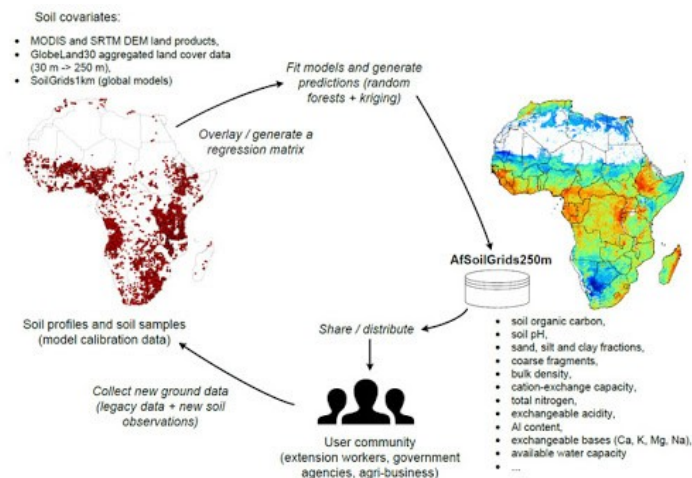 Soil covariates:
• MODIS and SRTM DEM land products,
• GlobeLand30 aggregated land cover data
(30 m -> 250 m),
• SoilGrids1km (global models)
Fit models and generate
predictions (random
forests + kriging)
Overlay / generate a
regression matrix
AfSoilGrids250m
Soil profiles and soil samples
(model calibration data)
Share / distribute
Collect new ground data
(legacy data + new soil
observations)
User community
(extension workers, government
agencies, agri-business)
• soil organic carbon,
• soil pH,
• sand, silt and clay fractions,
• coarse fragments,
• bulk density,
• cation-exchange capacity,
• total nitrogen,
• exchangeable acidity,
• Al content,
• exchangeable bases (Ca, K, Mg, Na),
• available water capacity
• ...